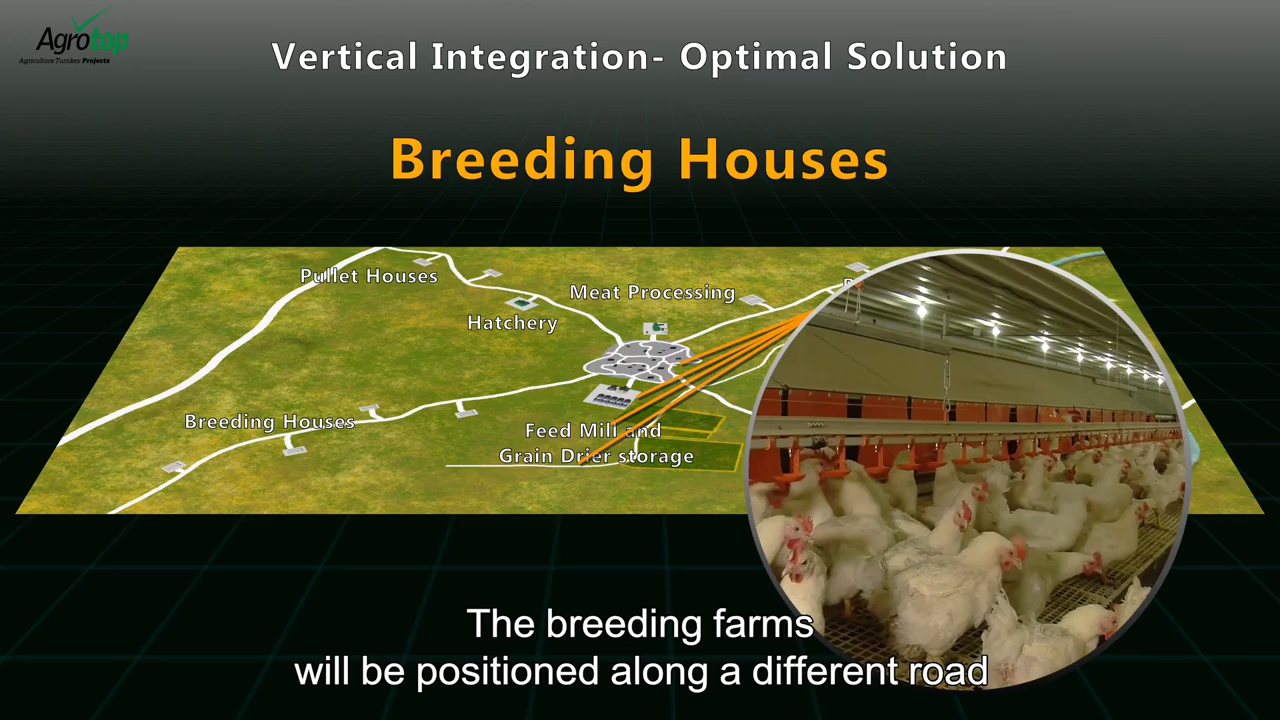 Agrotop
Agriculture Turnkey Projects
Vertical Integration- Optimal Solution
Breeding Houses
Pullet Houses
Meat Processing
Hatchery
Breeding Houses
Feed Mill and
Grain Drier storage
The breeding farms
will be positioned along a different road